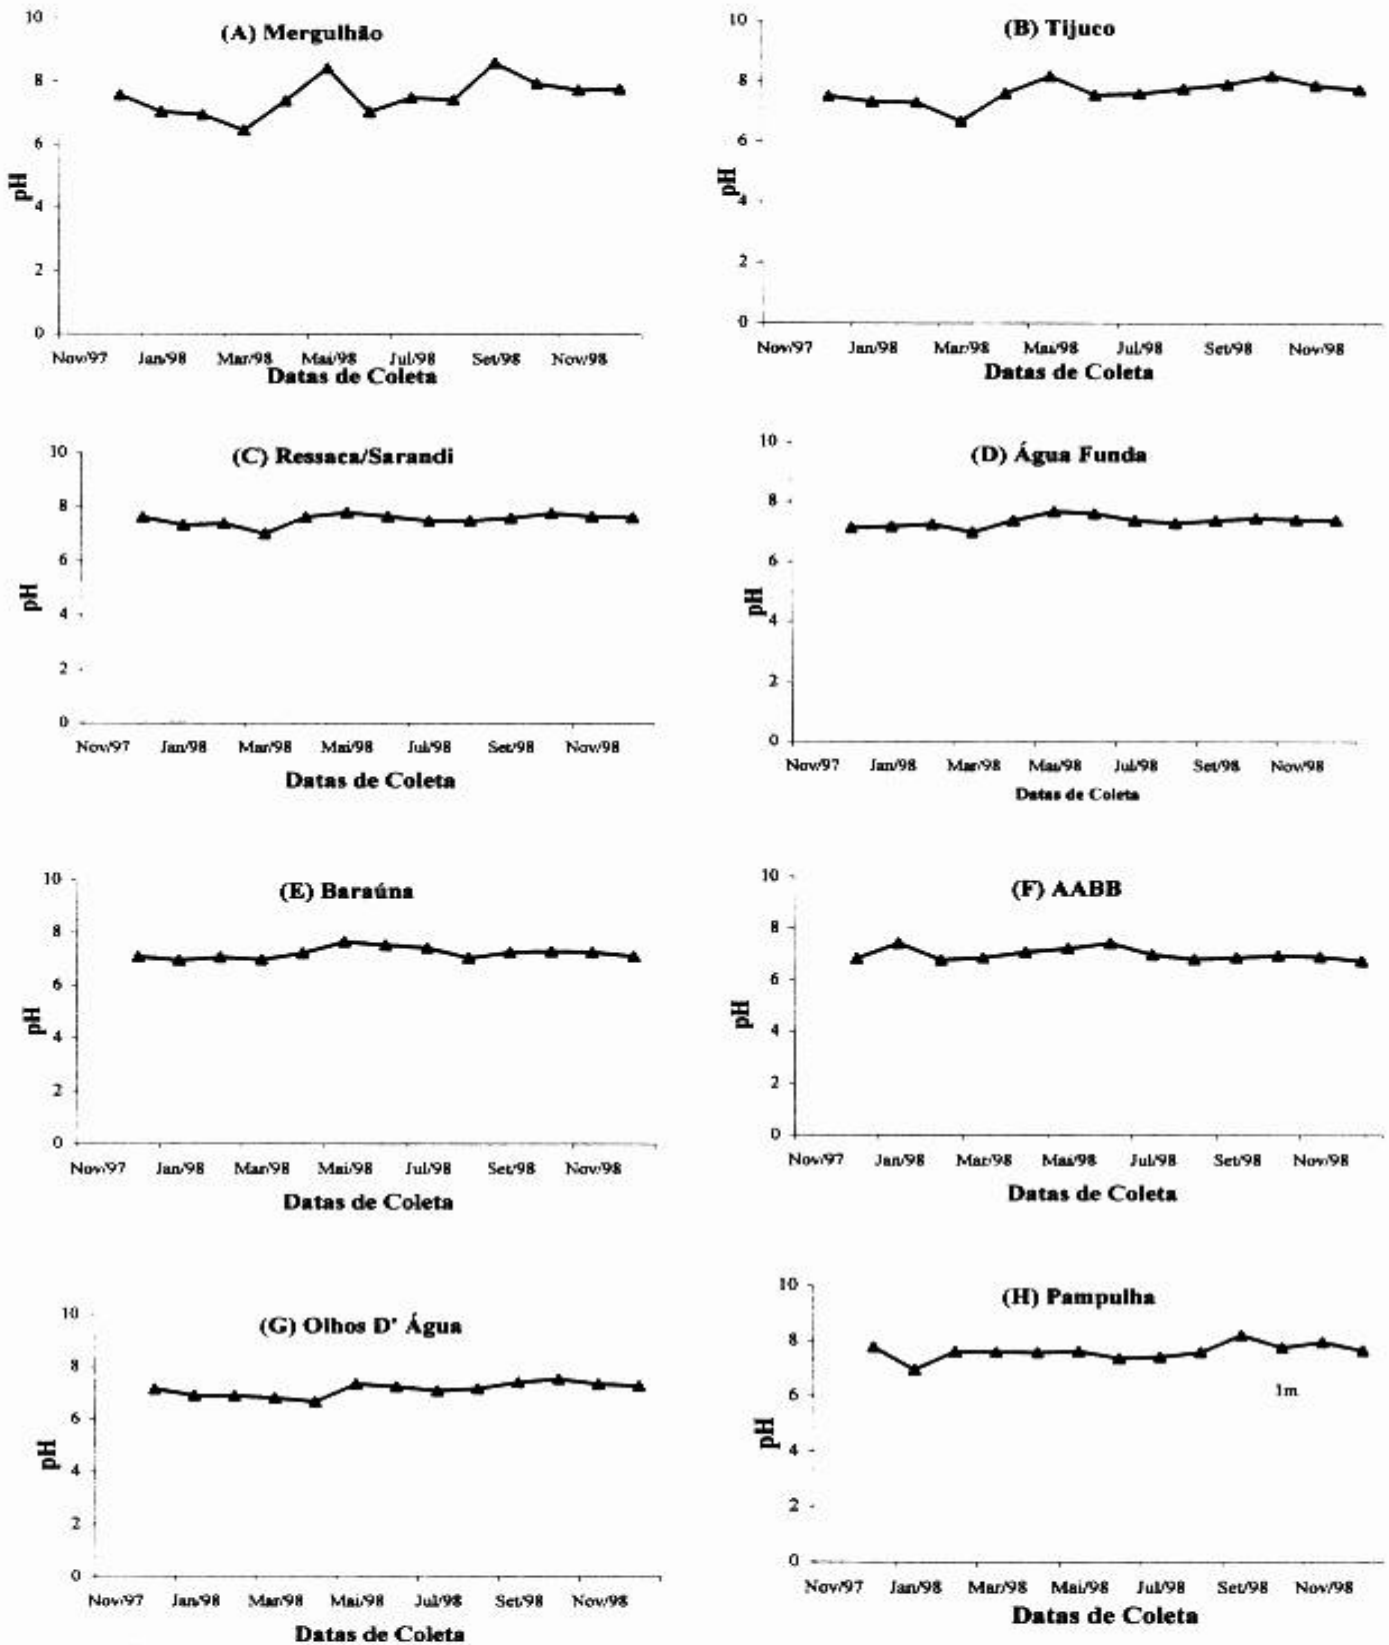 (A) Mergulhão
10
8
6
4
2
0
pH
Nov/97 Jan/98 Mar/98 Mai/98 Jul/98 Set/98 Nov/98
Datas de Coleta
(B) Tijuco
10
8
6
4
2
0
pH
Nov/97 Jan/98 Mar/98 Mai/98 Jul/98 Set/98 Nov/98
Datas de Coleta
(C) Ressaca/Sarandi
10
8
6
4
2
0
pH
Nov/97 Jan/98 Mar/98 Mai/98 Jul/98 Set/98 Nov/98
Datas de Coleta
(D) Água Funda
10
8
6
4
2
0
pH
Nov/97 Jan/98 Mar/98 Mai/98 Jul/98 Set/98 Nov/98
Datas de Coleta
(E) Baraúna
10
8
6
4
2
0
pH
Nov/97 Jan/98 Mar/98 Mai/98 Jul/98 Set/98 Nov/98
Datas de Coleta
(F) AABB
10
8
6
4
2
0
pH
Nov/97 Jan/98 Mar/98 Mai/98 Jul/98 Set/98 Nov/98
Datas de Coleta
(G) Olhos D' Água
10
8
6
4
2
0
pH
Nov/97 Jan/98 Mar/98 Mai/98 Jul/98 Set/98 Nov/98
Datas de Coleta
(H) Pampulha
10
8
6
4
2
0
pH
1m
Nov/97 Jan/98 Mar/98 Mai/98 Jul/98 Set/98 Nov/98
Datas de Coleta